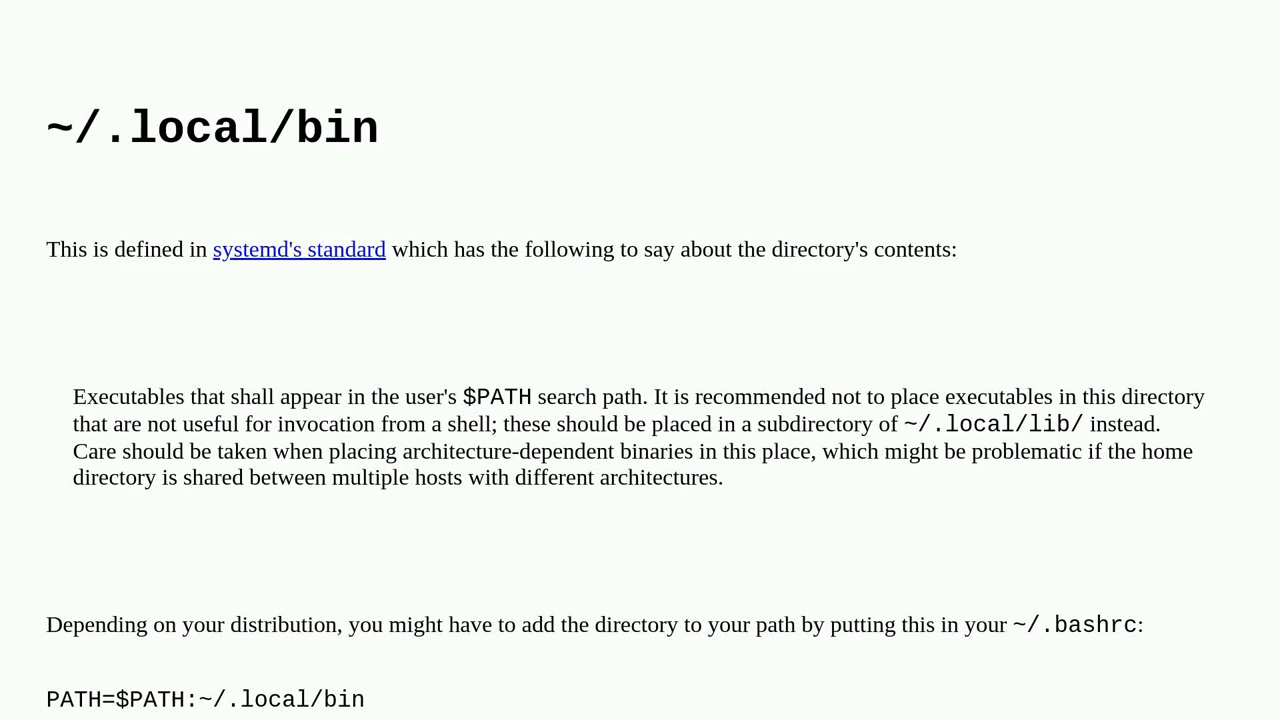 ~/.local/bin
This is defined in systemd's standard which has the following to say about the directory's contents:
Executables that shall appear in the user's $PATH search path. It is recommended not to place executables in this directory
that are not useful for invocation from a shell; these should be placed in a subdirectory of ~/.local/lib/ instead.
Care should be taken when placing architecture-dependent binaries in this place, which might be problematic if the home
directory is shared between multiple hosts with different architectures.
Depending on your distribution, you might have to add the directory to your path by putting this in your ~/.bashrc:
PATH=$PATH:~/.local/bin